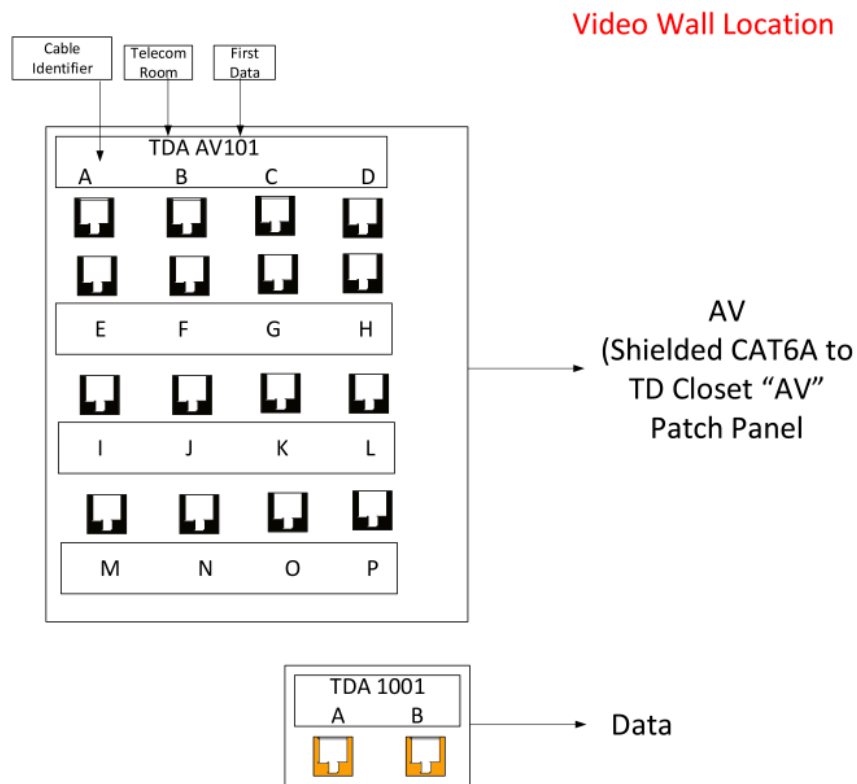 Video Wall Location
Cable
Identifier
Telecom
Room
First
Data
TDA AV101
A B C D
E F G H
I J K L
M N O P
AV
(Shielded CAT6A to
TD Closet “AV”
Patch Panel
TDA 1001
A B
Data